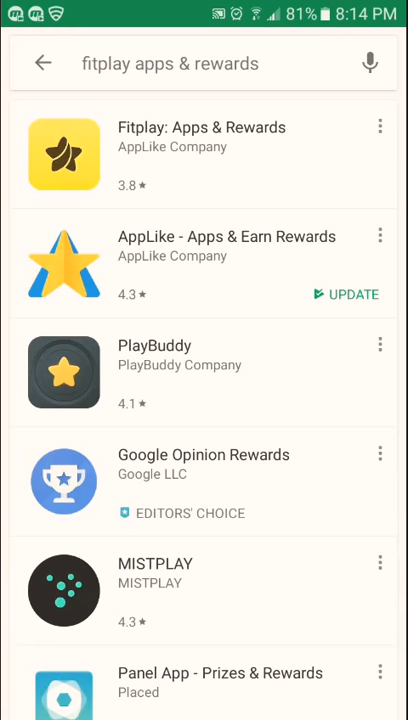 81% 8:14 PM
fitplay apps & rewards
Fitplay: Apps & Rewards
AppLike Company
3.8★
AppLike - Apps & Earn Rewards
AppLike Company
4.3★ UPDATE
PlayBuddy
PlayBuddy Company
4.1★
Google Opinion Rewards
Google LLC
EDITORS' CHOICE
MISTPLAY
MISTPLAY
4.3★
Panel App - Prizes & Rewards
Placed